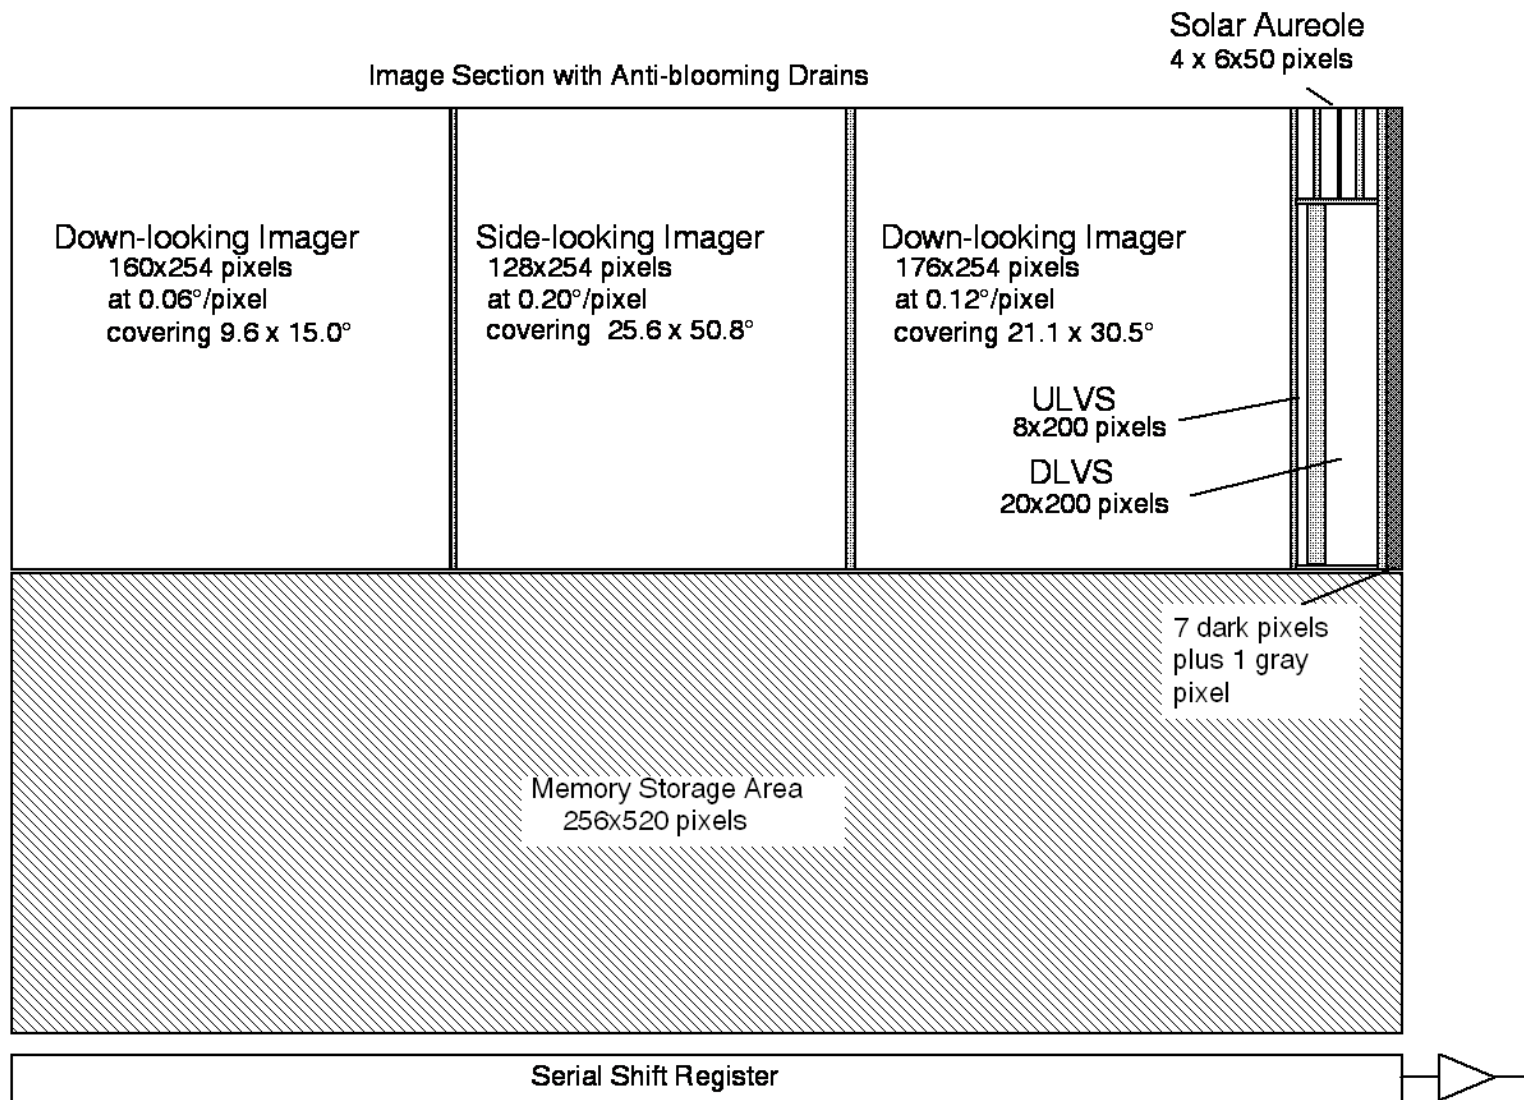 Solar Aureole
4 x 6x50 pixels
Image Section with Anti-blooming Drains
Down-looking Imager
160x254 pixels
at 0.06°/pixel
covering 9.6 x 15.0°
Side-looking Imager
128x254 pixels
at 0.20°/pixel
covering 25.6 x 50.8°
Down-looking Imager
176x254 pixels
at 0.12°/pixel
covering 21.1 x 30.5°
ULVS
8x200 pixels
DLVS
20x200 pixels
7 dark pixels
plus 1 gray
pixel
Memory Storage Area
256x520 pixels
Serial Shift Register